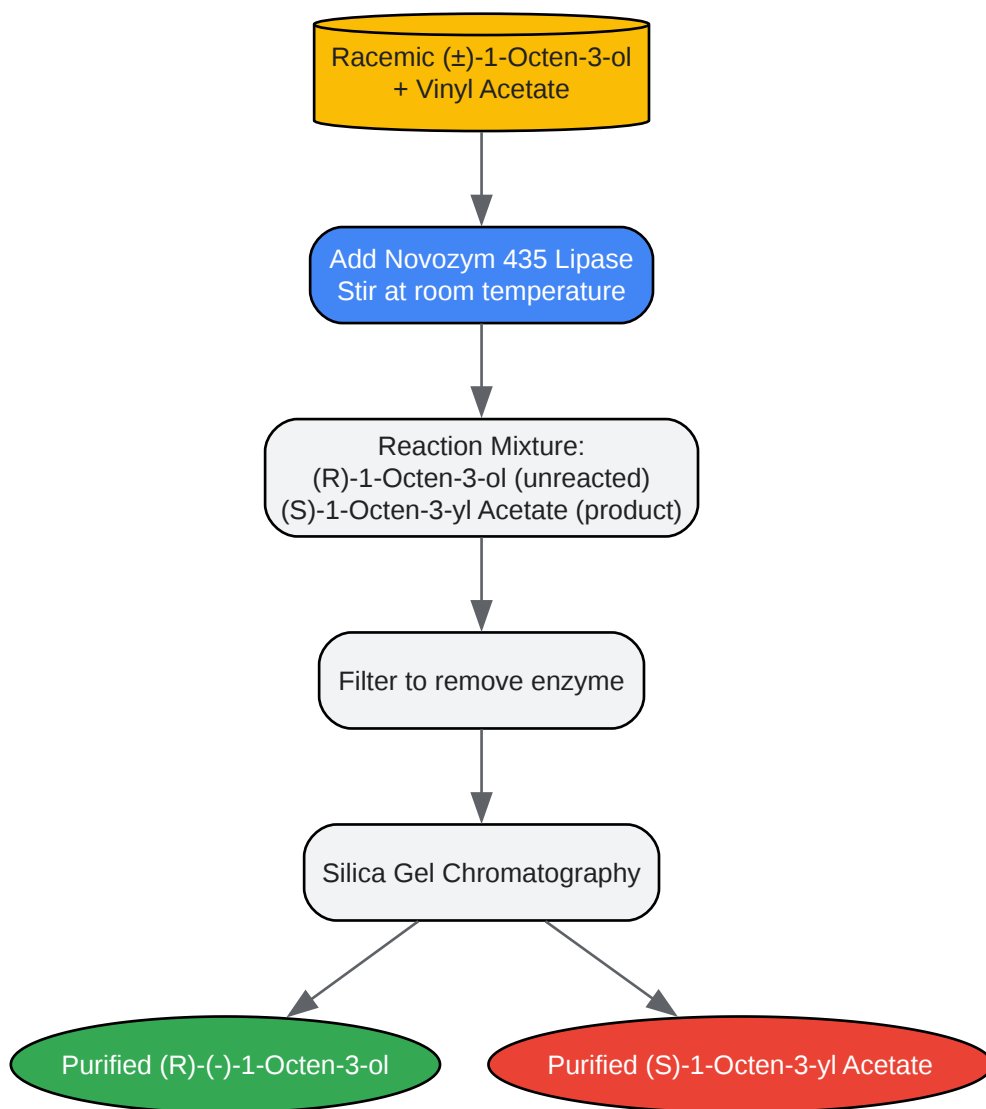 Racemic (±)-1-Octen-3-ol
+ Vinyl Acetate
Add Novozym 435 Lipase
Stir at room temperature
Reaction Mixture:
(R)-1-Octen-3-ol (unreacted)
(S)-1-Octen-3-yl Acetate (product)
Filter to remove enzyme
Silica Gel Chromatography
Purified (R)-(-)-1-Octen-3-ol
Purified (S)-1-Octen-3-yl Acetate